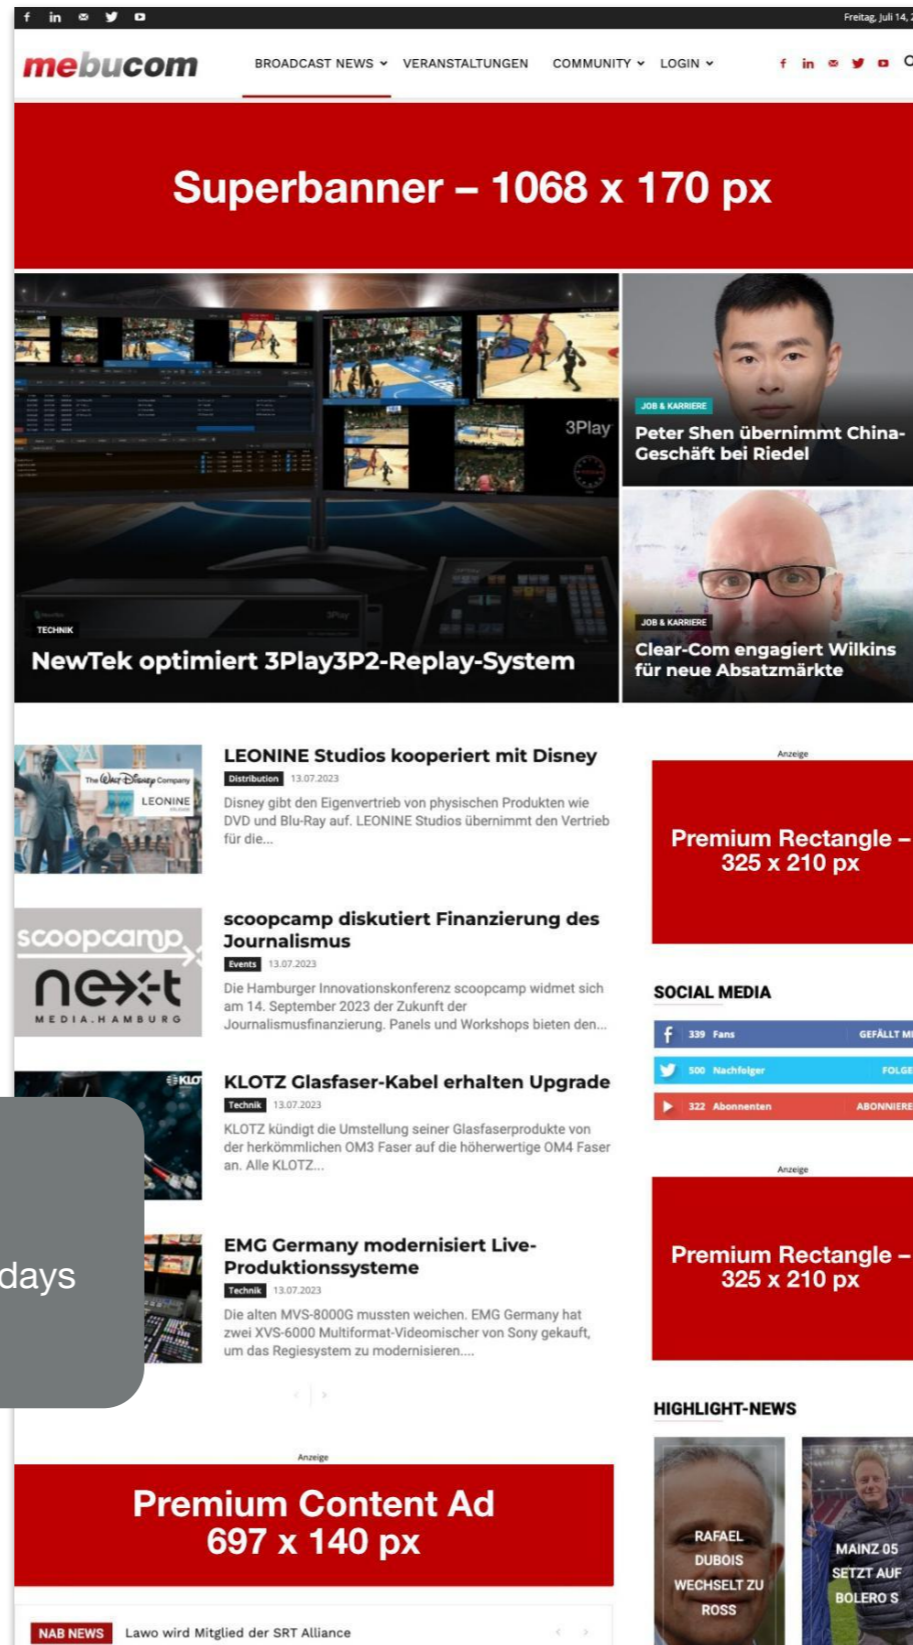 Freitag, Juli 14, 2
mebucom
BROADCAST NEWS
VERANSTALTUNGEN
COMMUNITY
LOGIN
Superbanner – 1068 x 170 px
3Play
TECHNIK
NewTek optimiert 3Play3P2-Replay-System
JOB & KARRIERE
Peter Shen übernimmt China-
Geschäft bei Riedel
JOB & KARRIERE
Clear-Com engagiert Wilkins
für neue Absatzmärkte
The Walt Disney Company
LEONINE
LEONINE Studios kooperiert mit Disney
Distribution 13.07.2023
Disney gibt den Eigenvertrieb von physischen Produkten wie
DVD und Blu-Ray auf. LEONINE Studios übernimmt den Vertrieb
für die...
scoopcamp
next
MEDIA.HAMBURG
scoopcamp diskutiert Finanzierung des
Journalismus
Events 13.07.2023
Die Hamburger Innovationskonferenz scoopcamp widmet sich
am 14. September 2023 der Zukunft der
Journalismusfinanzierung. Panels und Workshops bieten den...
KLOT
KLOTZ Glasfaser-Kabel erhalten Upgrade
Technik 13.07.2023
KLOTZ kündigt die Umstellung seiner Glasfaserprodukte von
der herkömmlichen OM3 Faser auf die höherwertige OM4 Faser
an. Alle KLOTZ...
days
EMG Germany modernisiert Live-
Produktionssysteme
Technik 13.07.2023
Die alten MVS-8000G mussten weichen. EMG Germany hat
zwei XVS-6000 Multiformat-Videomischer von Sony gekauft,
um das Regiesystem zu modernisieren....
Anzeige
Premium Content Ad
697 x 140 px
NAB NEWS Lawo wird Mitglied der SRT Alliance
Anzeige
Premium Rectangle –
325 x 210 px
SOCIAL MEDIA
339 Fans GEFÄLLT MI
500 Nachfolger FOLGE
322 Abonnenten ABONNIERE
Anzeige
Premium Rectangle –
325 x 210 px
HIGHLIGHT-NEWS
RAFAEL
DUBOIS
WECHSELT ZU
ROSS
MAINZ 05
SETZT AUF
BOLERO S